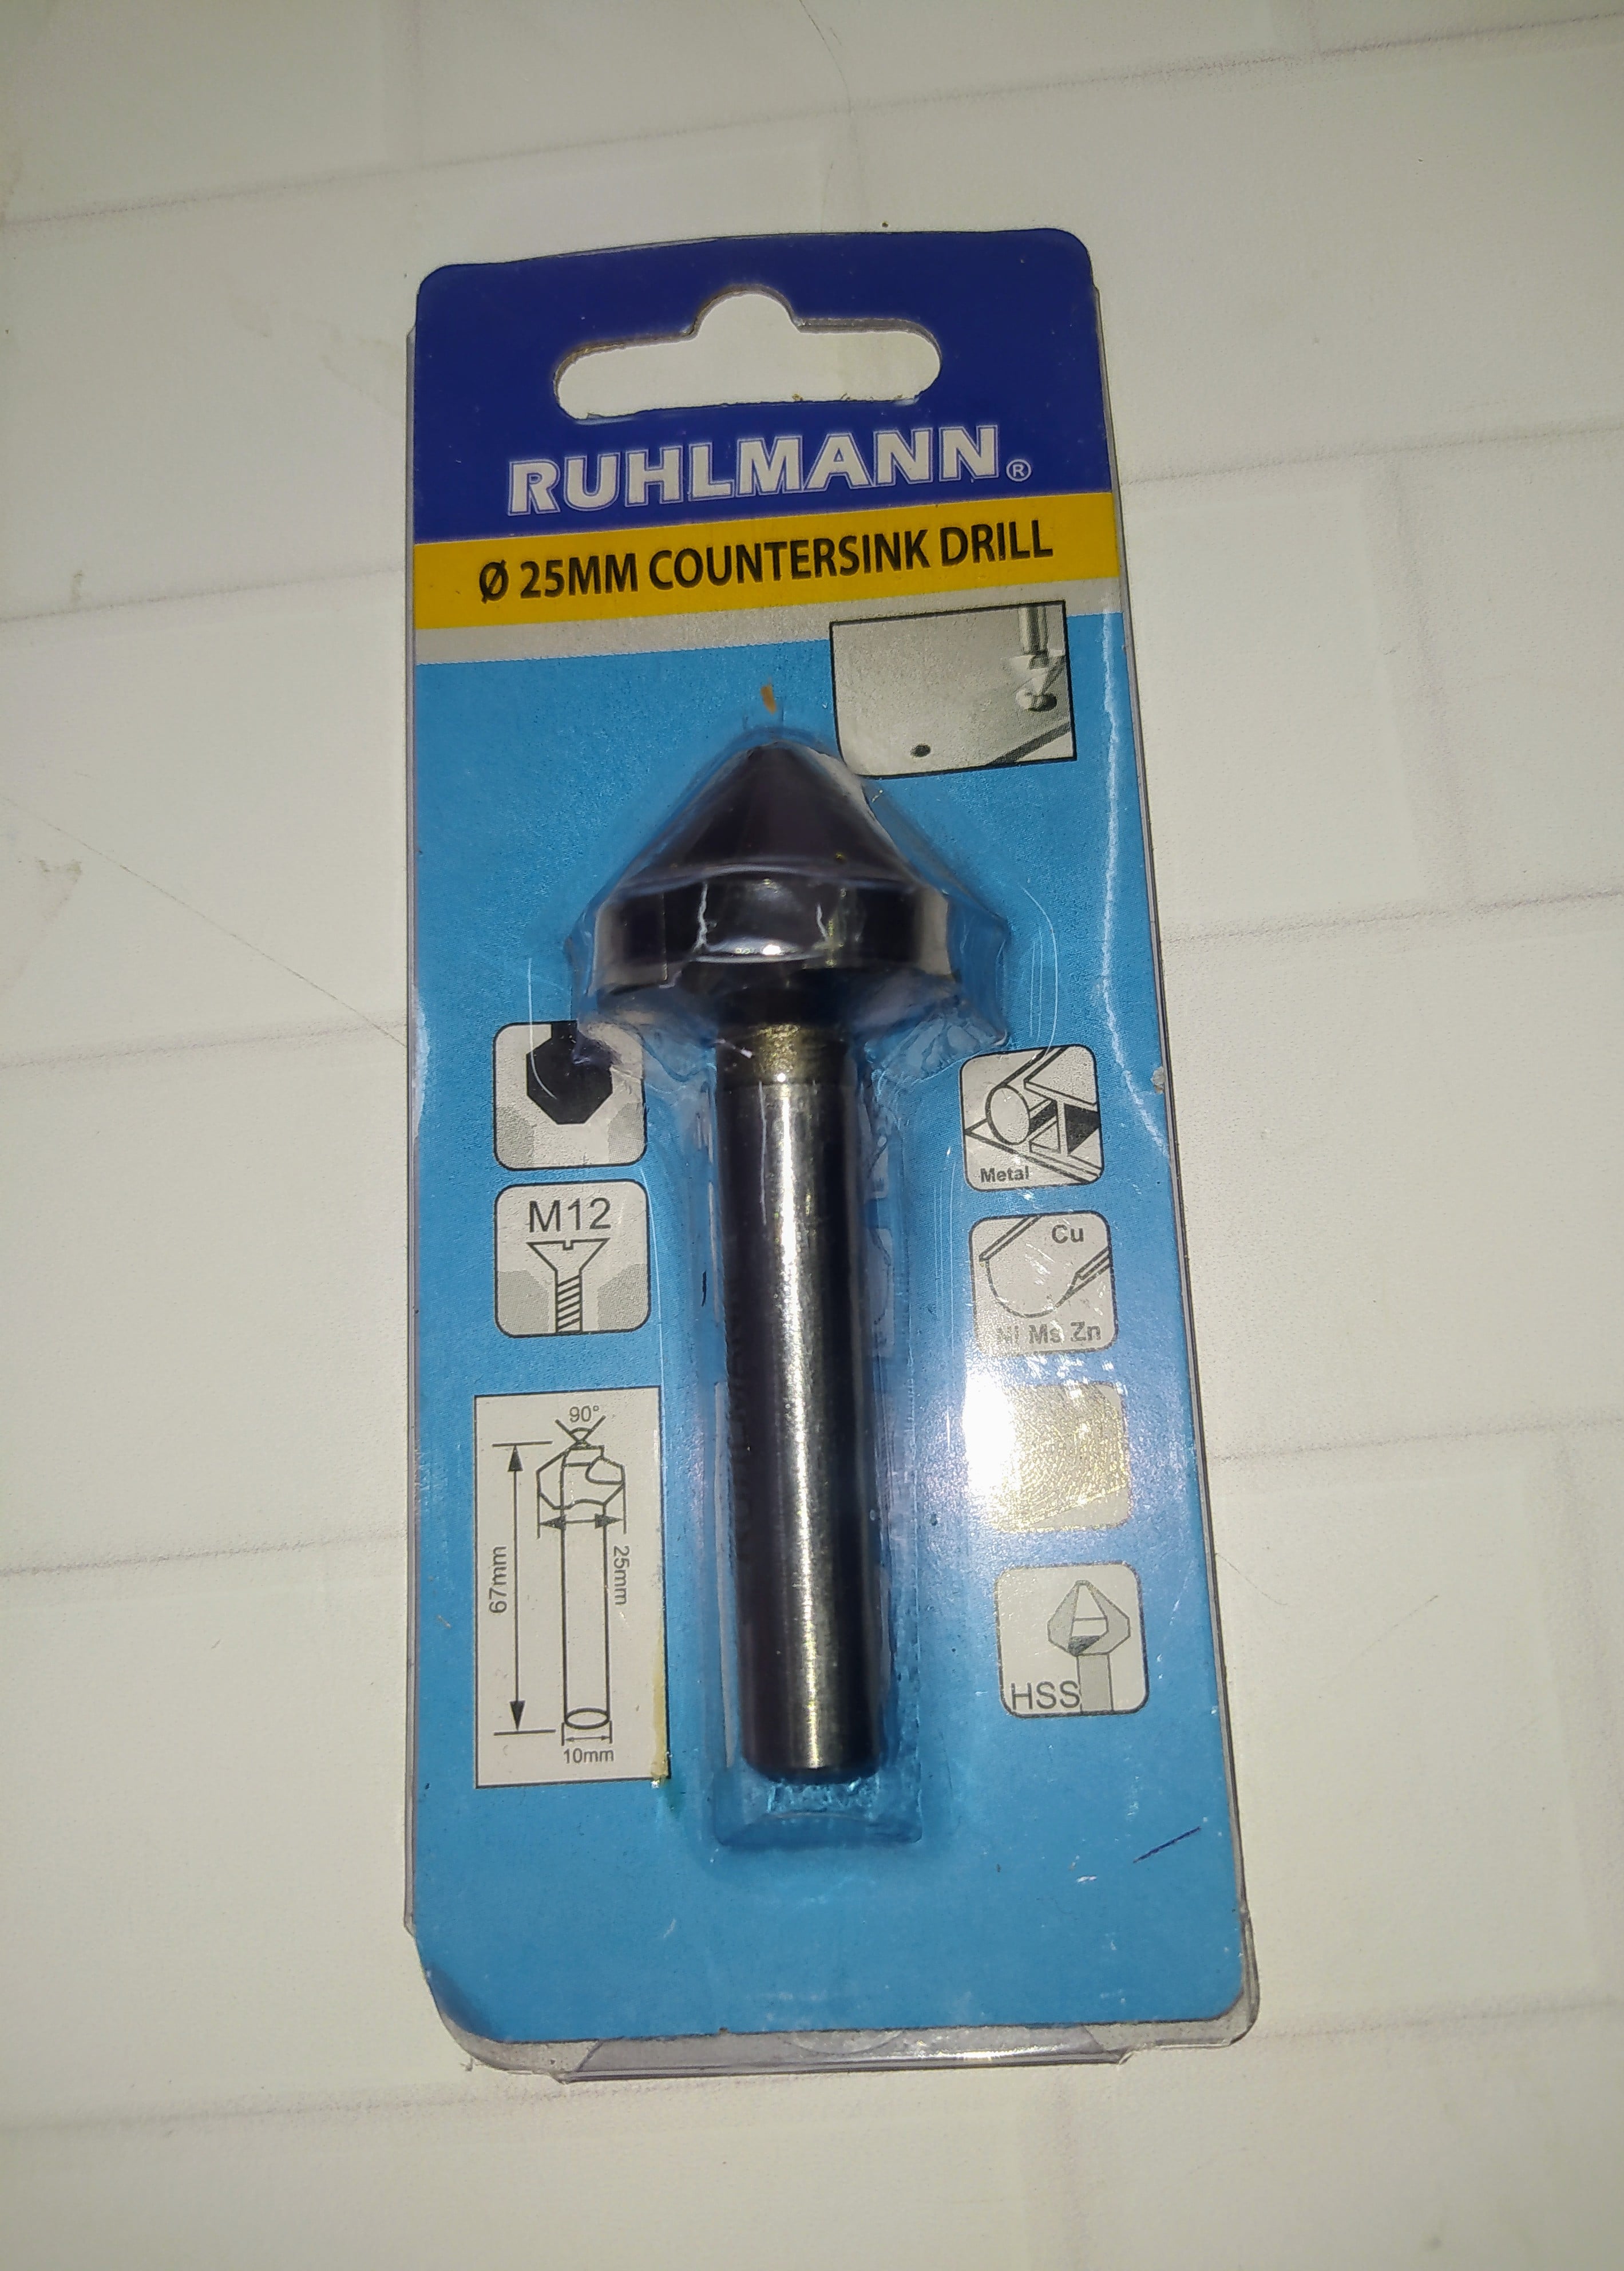 RUHLMANN®
Ø 25MM COUNTERSINK DRILL
M12
Metal
Cu
Ni Ms Zn
90°
67mm
25mm
10mm
HSS